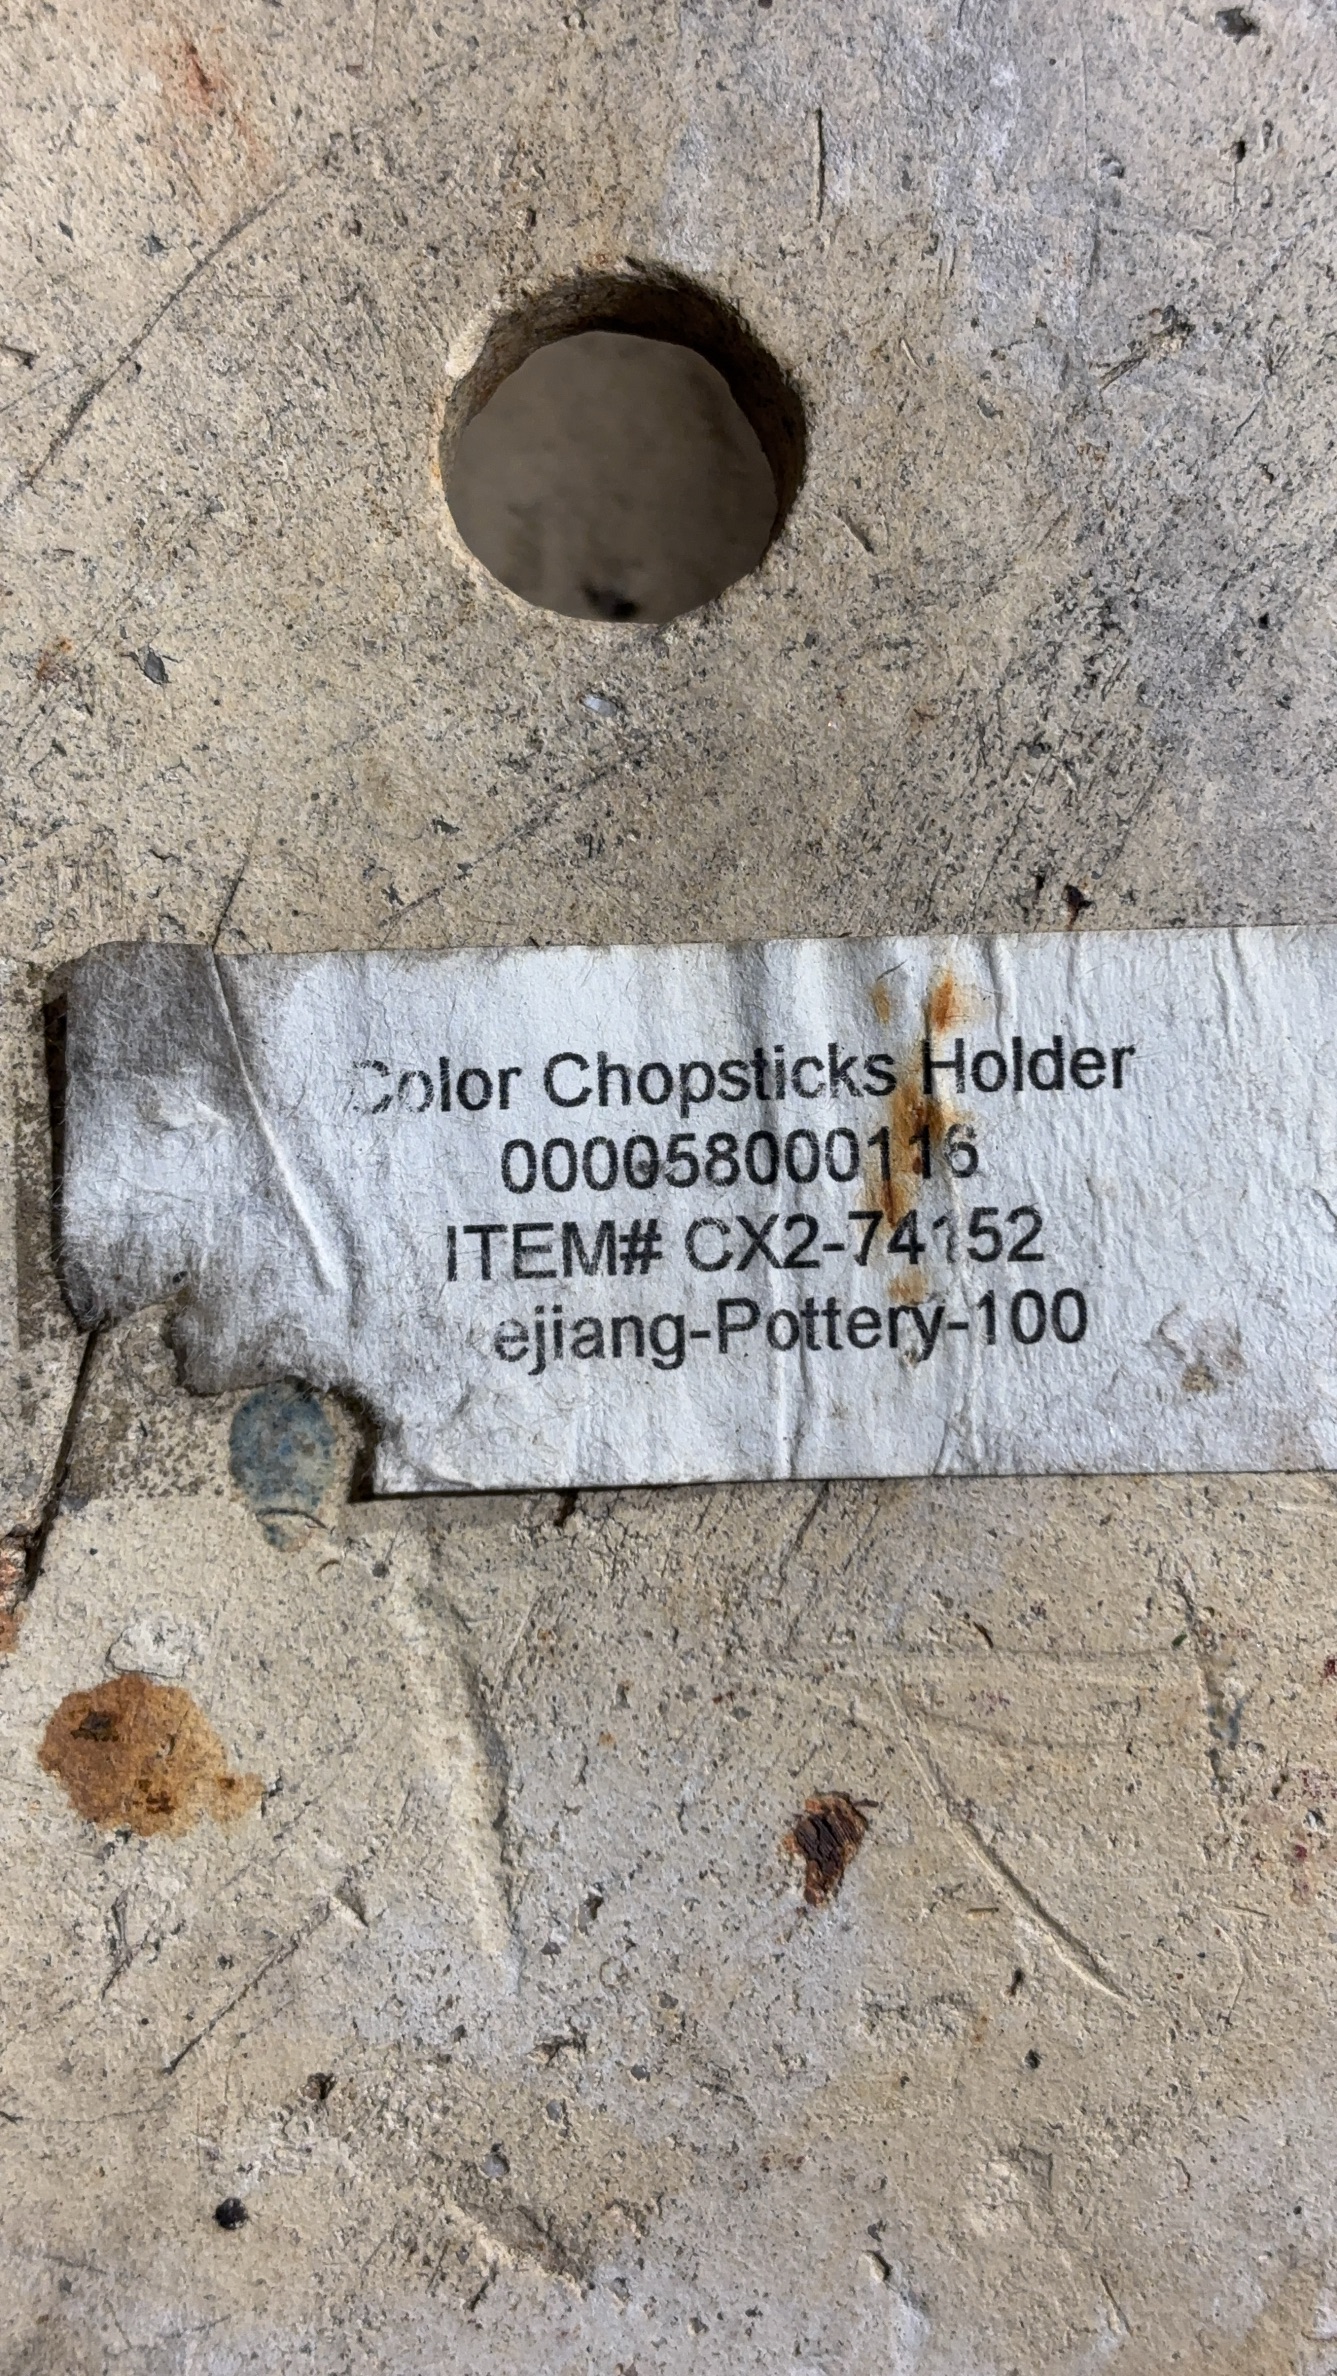 Color Chopsticks Holder
000058000116
ITEM# CX2-74152
ejiang-Pottery-100